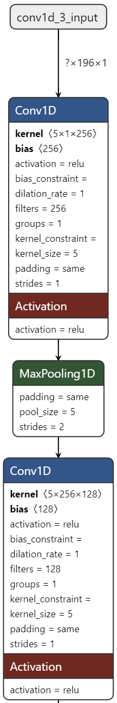 conv1d_3_input
?×196×1
Conv1D
kernel ⟨5×1×256⟩
bias ⟨256⟩
activation = relu
bias_constraint =
dilation_rate = 1
filters = 256
groups = 1
kernel_constraint =
kernel_size = 5
padding = same
strides = 1
Activation
activation = relu
MaxPooling1D
padding = same
pool_size = 5
strides = 2
Conv1D
kernel ⟨5×256×128⟩
bias ⟨128⟩
activation = relu
bias_constraint =
dilation_rate = 1
filters = 128
groups = 1
kernel_constraint =
kernel_size = 5
padding = same
strides = 1
Activation
activation = relu